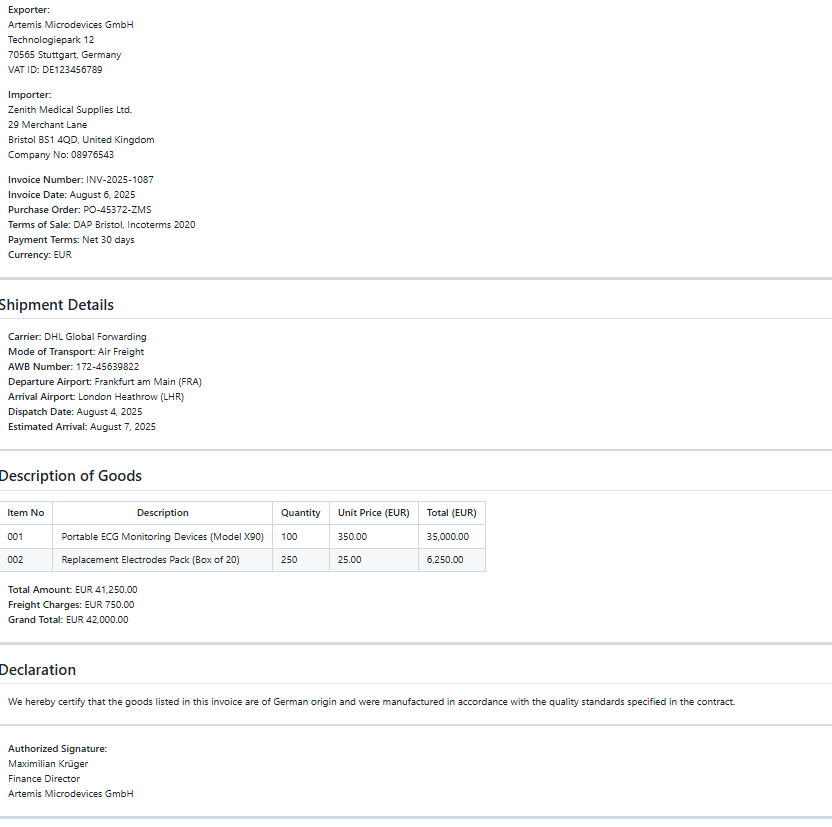 Exporter:
Artemis Microdevices GmbH
Technologiepark 12
70565 Stuttgart, Germany
VAT ID: DE123456789
Importer:
Zenith Medical Supplies Ltd.
29 Merchant Lane
Bristol BS1 4QD, United Kingdom
Company No: 08976543
Invoice Number: INV-2025-1087
Invoice Date: August 6, 2025
Purchase Order: PO-45372-ZMS
Terms of Sale: DAP Bristol, Incoterms 2020
Payment Terms: Net 30 days
Currency: EUR
Shipment Details
Carrier: DHL Global Forwarding
Mode of Transport: Air Freight
AWB Number: 172-45639822
Departure Airport: Frankfurt am Main (FRA)
Arrival Airport: London Heathrow (LHR)
Dispatch Date: August 4, 2025
Estimated Arrival: August 7, 2025
Description of Goods
Item No Description Quantity Unit Price (EUR) Total (EUR)
001 Portable ECG Monitoring Devices (Model X90) 100 350.00 35,000.00
002 Replacement Electrodes Pack (Box of 20) 250 25.00 6,250.00
Total Amount: EUR 41,250.00
Freight Charges: EUR 750.00
Grand Total: EUR 42,000.00
Declaration
We hereby certify that the goods listed in this invoice are of German origin and were manufactured in accordance with the quality standards specified in the contract.
Authorized Signature:
Maximilian Krüger
Finance Director
Artemis Microdevices GmbH